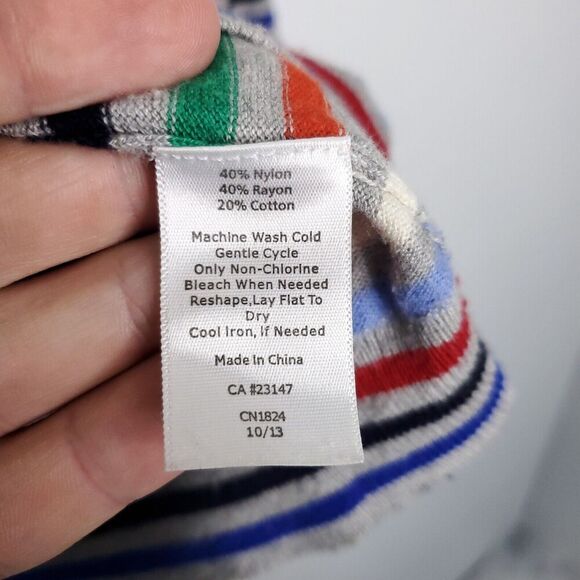 40% Nylon
40% Rayon
20% Cotton
Machine Wash Cold
Gentle Cycle
Only Non-Chlorine
Bleach When Needed
Reshape,Lay Flat To
Dry
Cool Iron, If Needed
Made In China
CA #23147
CN1824
10/13